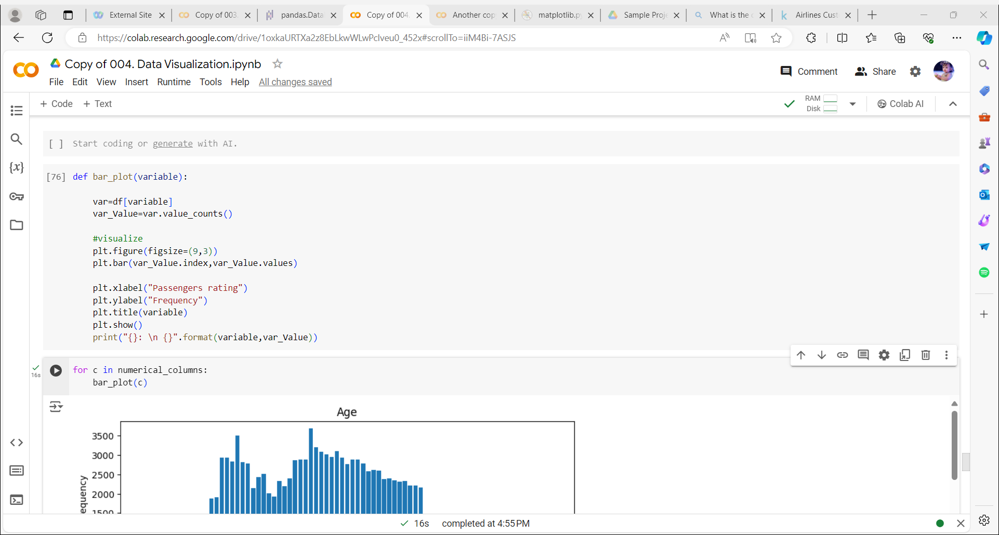 External Site
Copy of 003.
pandas.Data
Copy of 004.
Another cop
matplotlib.p
Sample Proje
What is the
Airlines Cust
https://colab.research.google.com/drive/1oxkaURTXa2z8EbLkwWLwPcIveu0_452x#scrollTo=iiM4Bi-7ASJS
Copy of 004. Data Visualization.ipynb
Comment
Share
File Edit View Insert Runtime Tools Help All changes saved
+ Code + Text
RAM
Disk
Colab AI
[ ] Start coding or generate with AI.
[76] def bar_plot(variable):
var=df[variable]
var_Value=var.value_counts()
#visualize
plt.figure(figsize=(9,3))
plt.bar(var_Value.index,var_Value.values)
plt.xlabel("Passengers rating")
plt.ylabel("Frequency")
plt.title(variable)
plt.show()
print("{}: \n {}".format(variable,var_Value))
16s
for c in numerical_columns:
bar_plot(c)
Age
3500
3000
2500
2000
1500
equency
16s completed at 4:55 PM